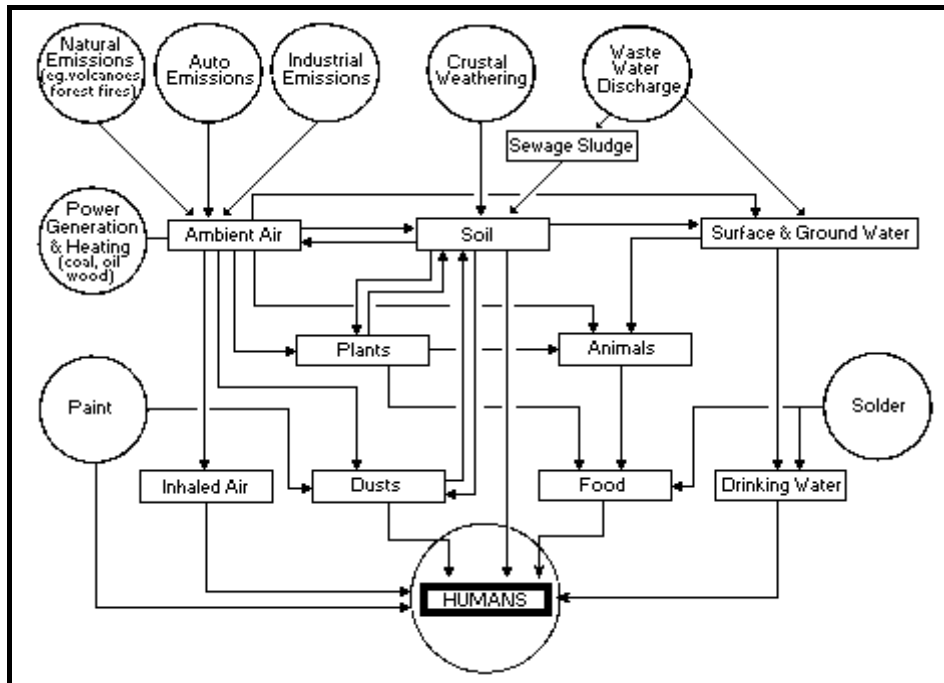 Natural
Emissions
(eg.volcanoes
forest fires)
Auto
Emissions
Industrial
Emissions
Crustal
Weathering
Waste
Water
Discharge
Sewage Sludge
Power
Generation
& Heating
(coal, oil
wood)
Ambient Air
Soil
Surface & Ground Water
Plants
Animals
Paint
Solder
Inhaled Air
Dusts
Food
Drinking Water
HUMANS